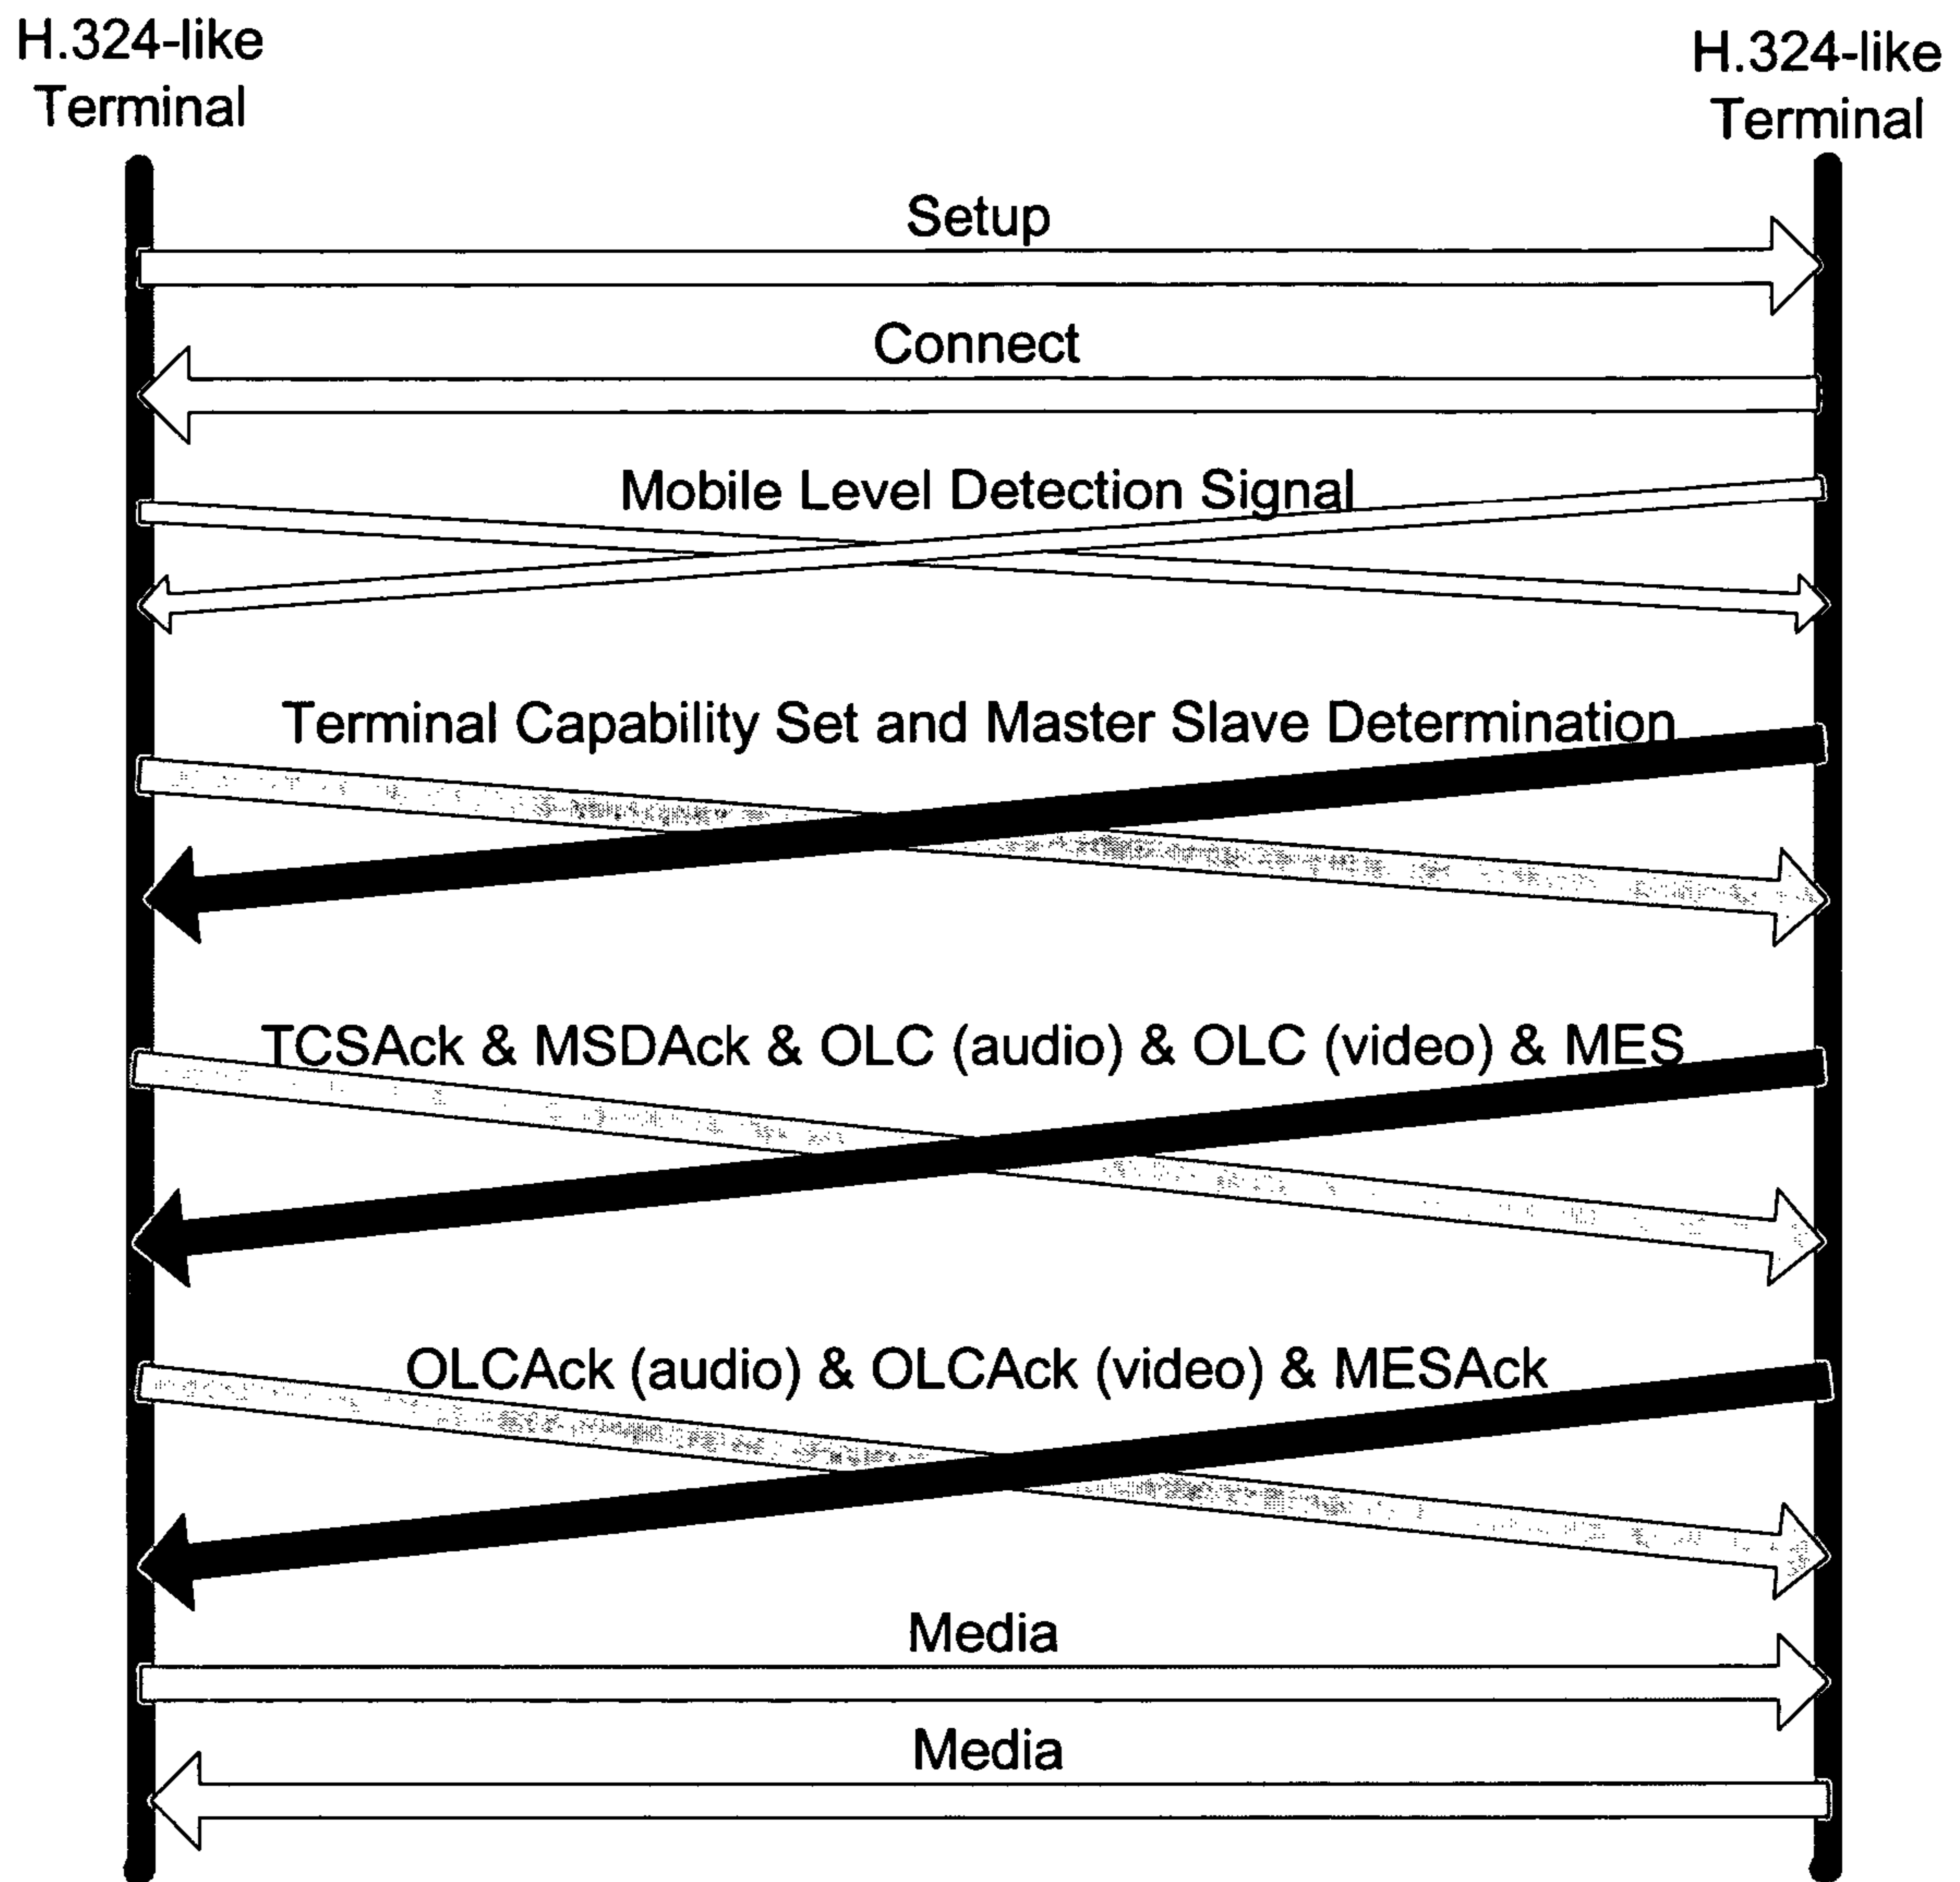 H.324-like
Terminal
H.324-like
Terminal
Setup
Connect
Mobile Level Detection Signal
Terminal Capability Set and Master Slave Determination
TCSAck & MSDAck & OLC (audio) & OLC (video) & MES
OLCAck (audio) & OLCAck (video) & MESAck
Media
Media